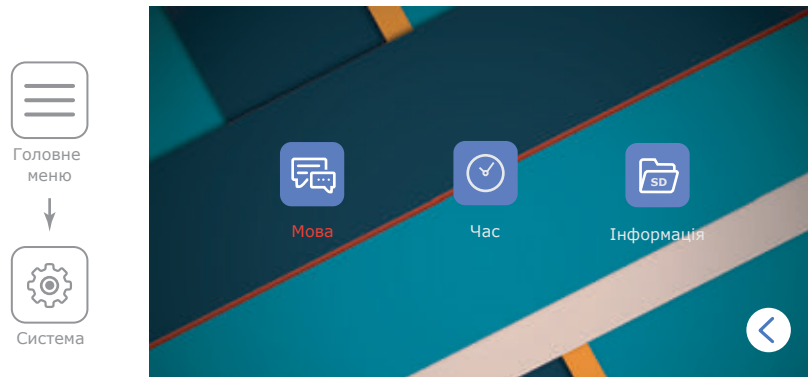 Головне
меню
Система
Мова
Час
SD
Інформація